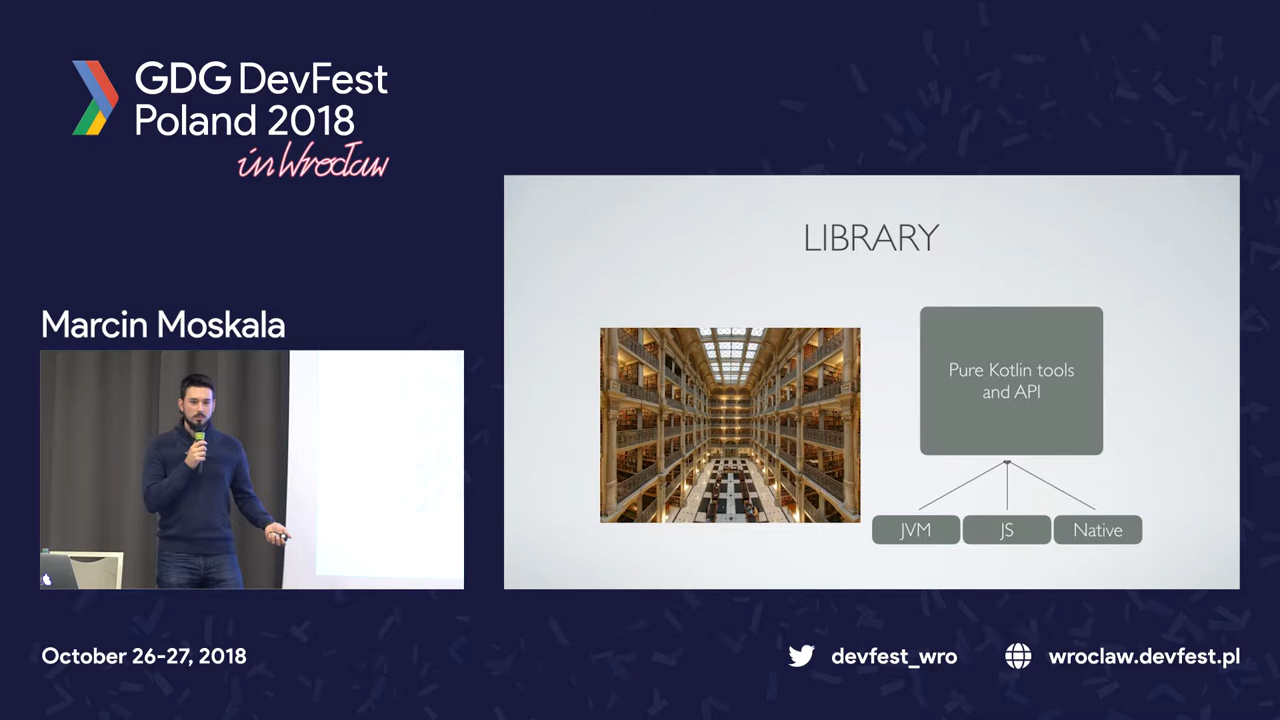 GDG DevFest
Poland 2018
in Wrocław
Marcin Moskala
LIBRARY
Pure Kotlin tools
and API
JVM
JS
Native
October 26-27, 2018
devfest_wro
wroclaw.devfest.pl